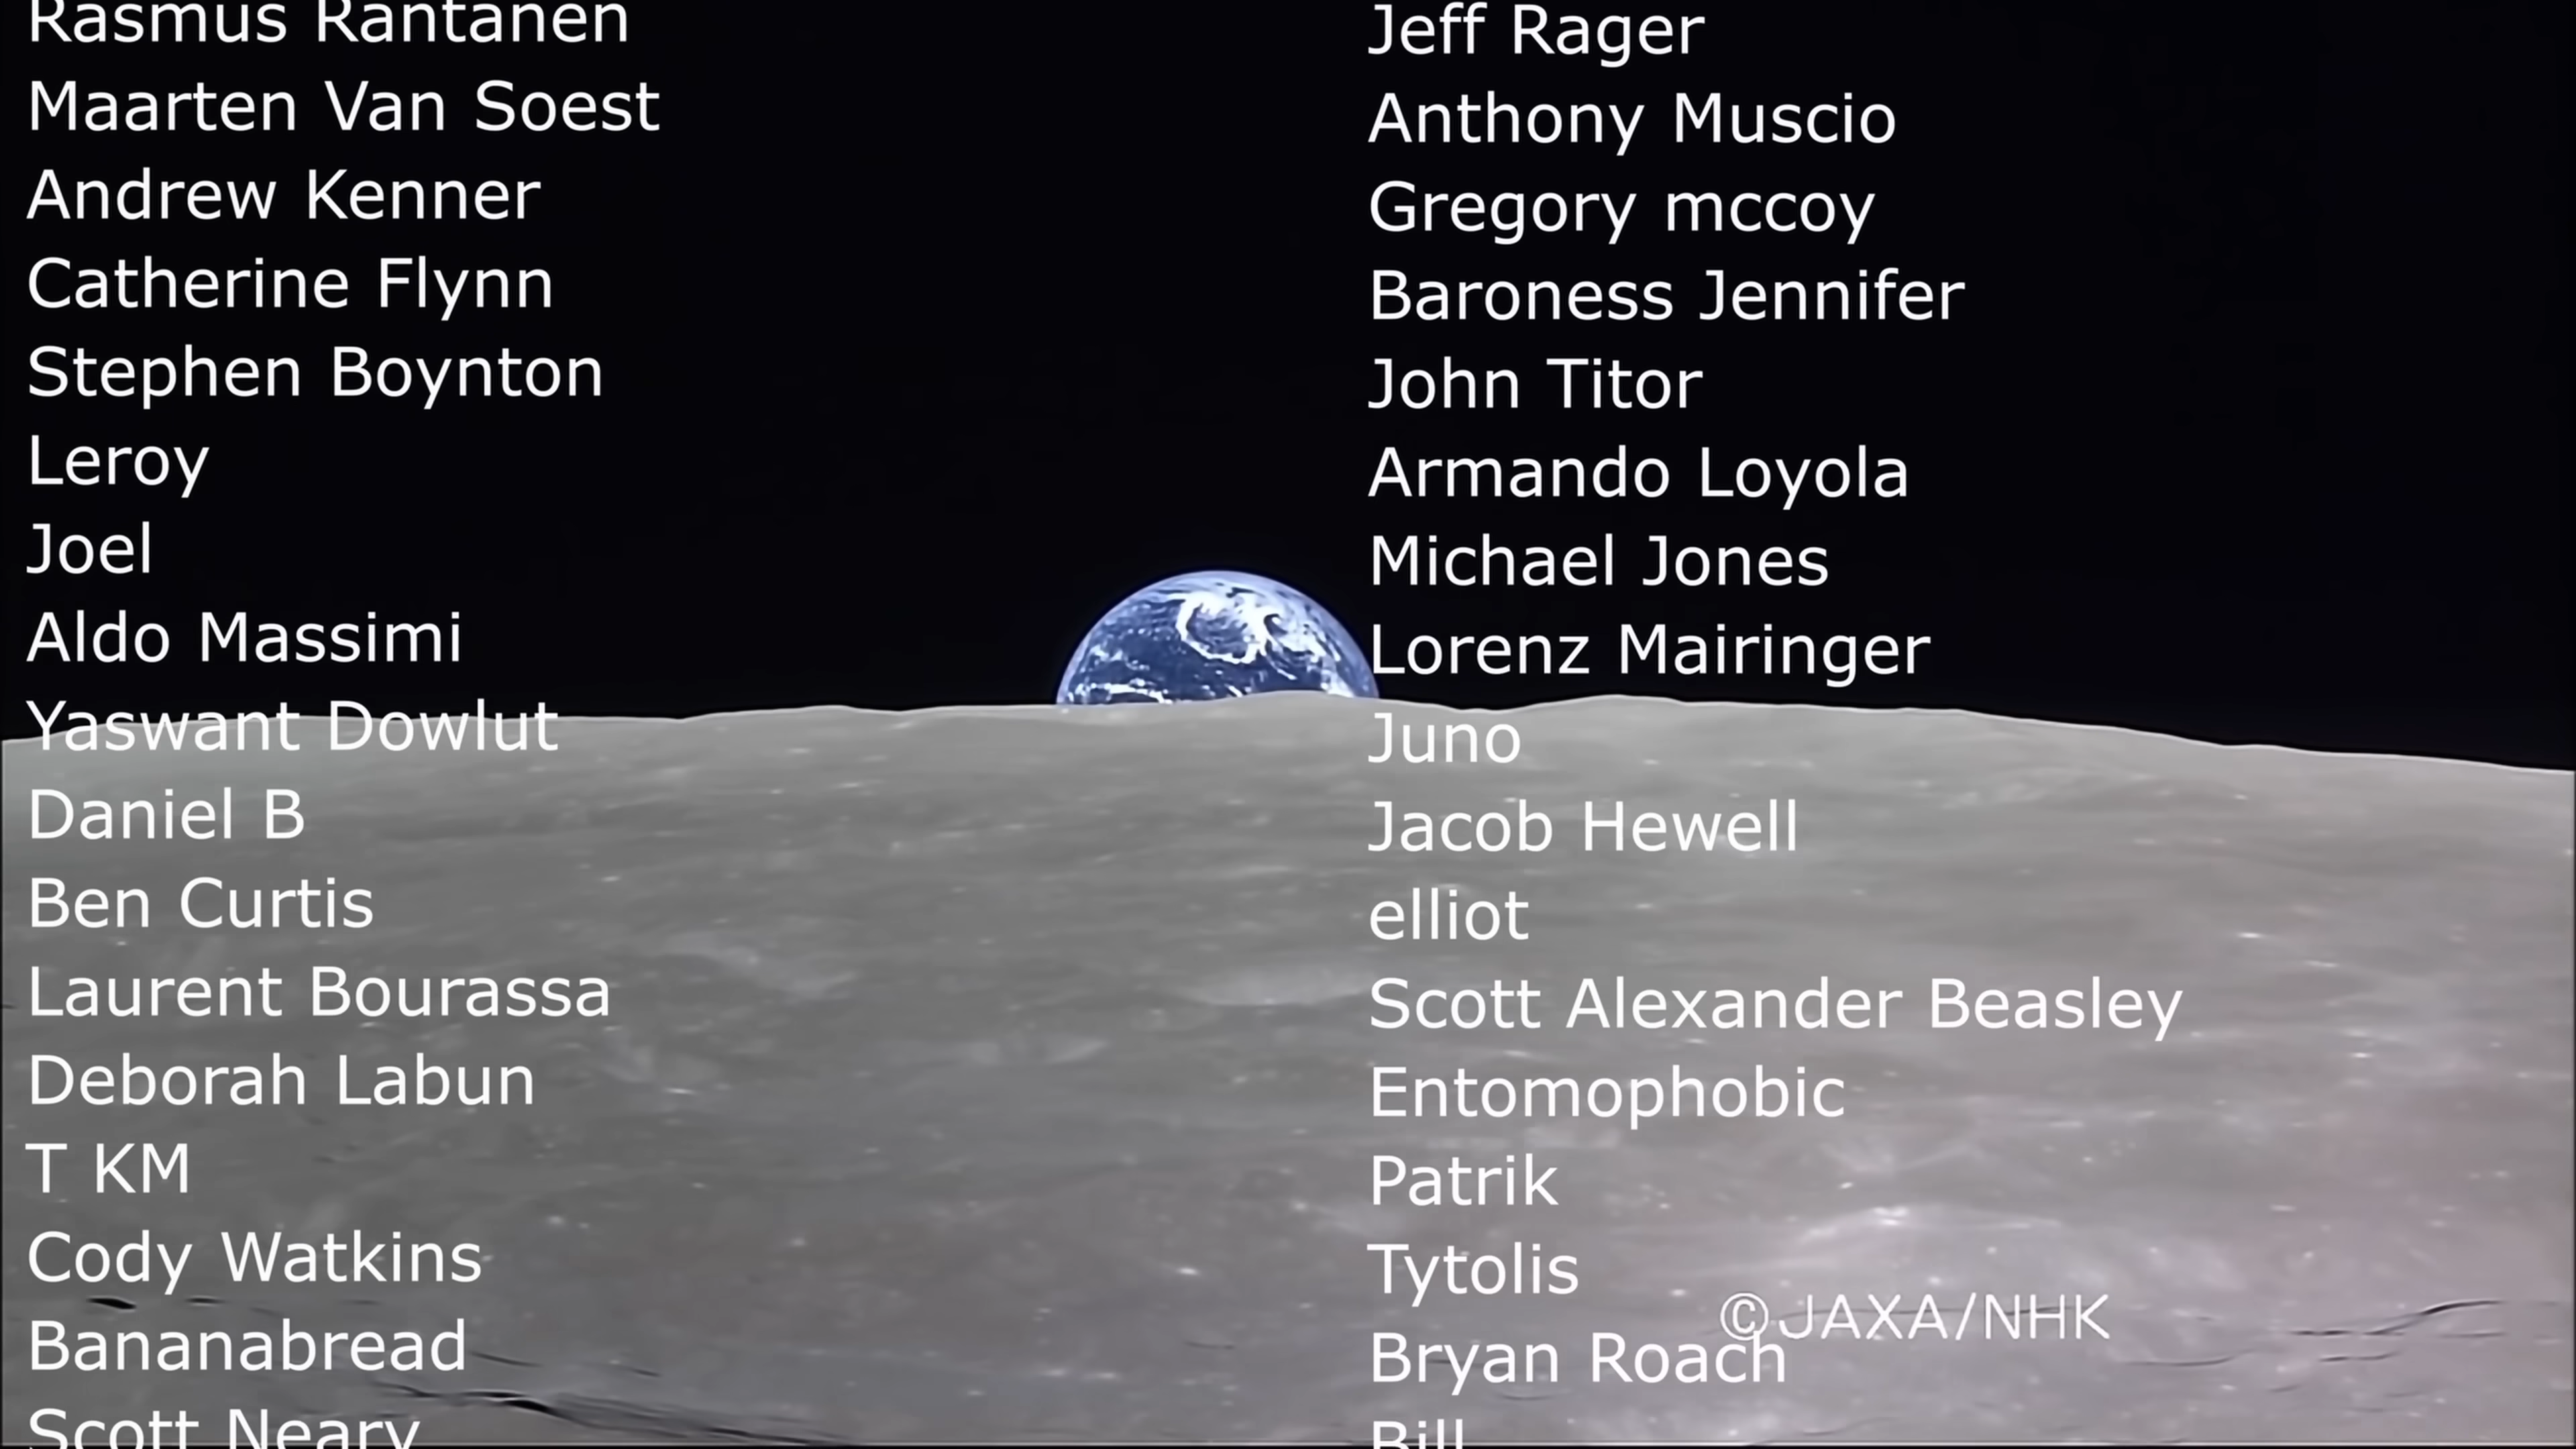 Rasmus Rantanen
Maarten Van Soest
Andrew Kenner
Catherine Flynn
Stephen Boynton
Leroy
Joel
Aldo Massimi
Yaswant Dowlut
Daniel B
Ben Curtis
Laurent Bourassa
Deborah Labun
T KM
Cody Watkins
Bananabread
Scott Neary
Jeff Rager
Anthony Muscio
Gregory mccoy
Baroness Jennifer
John Titor
Armando Loyola
Michael Jones
Lorenz Mairinger
Juno
Jacob Hewell
elliot
Scott Alexander Beasley
Entomophobic
Patrik
Tytolis
Bryan Roach
Bill
©JAXA/NHK